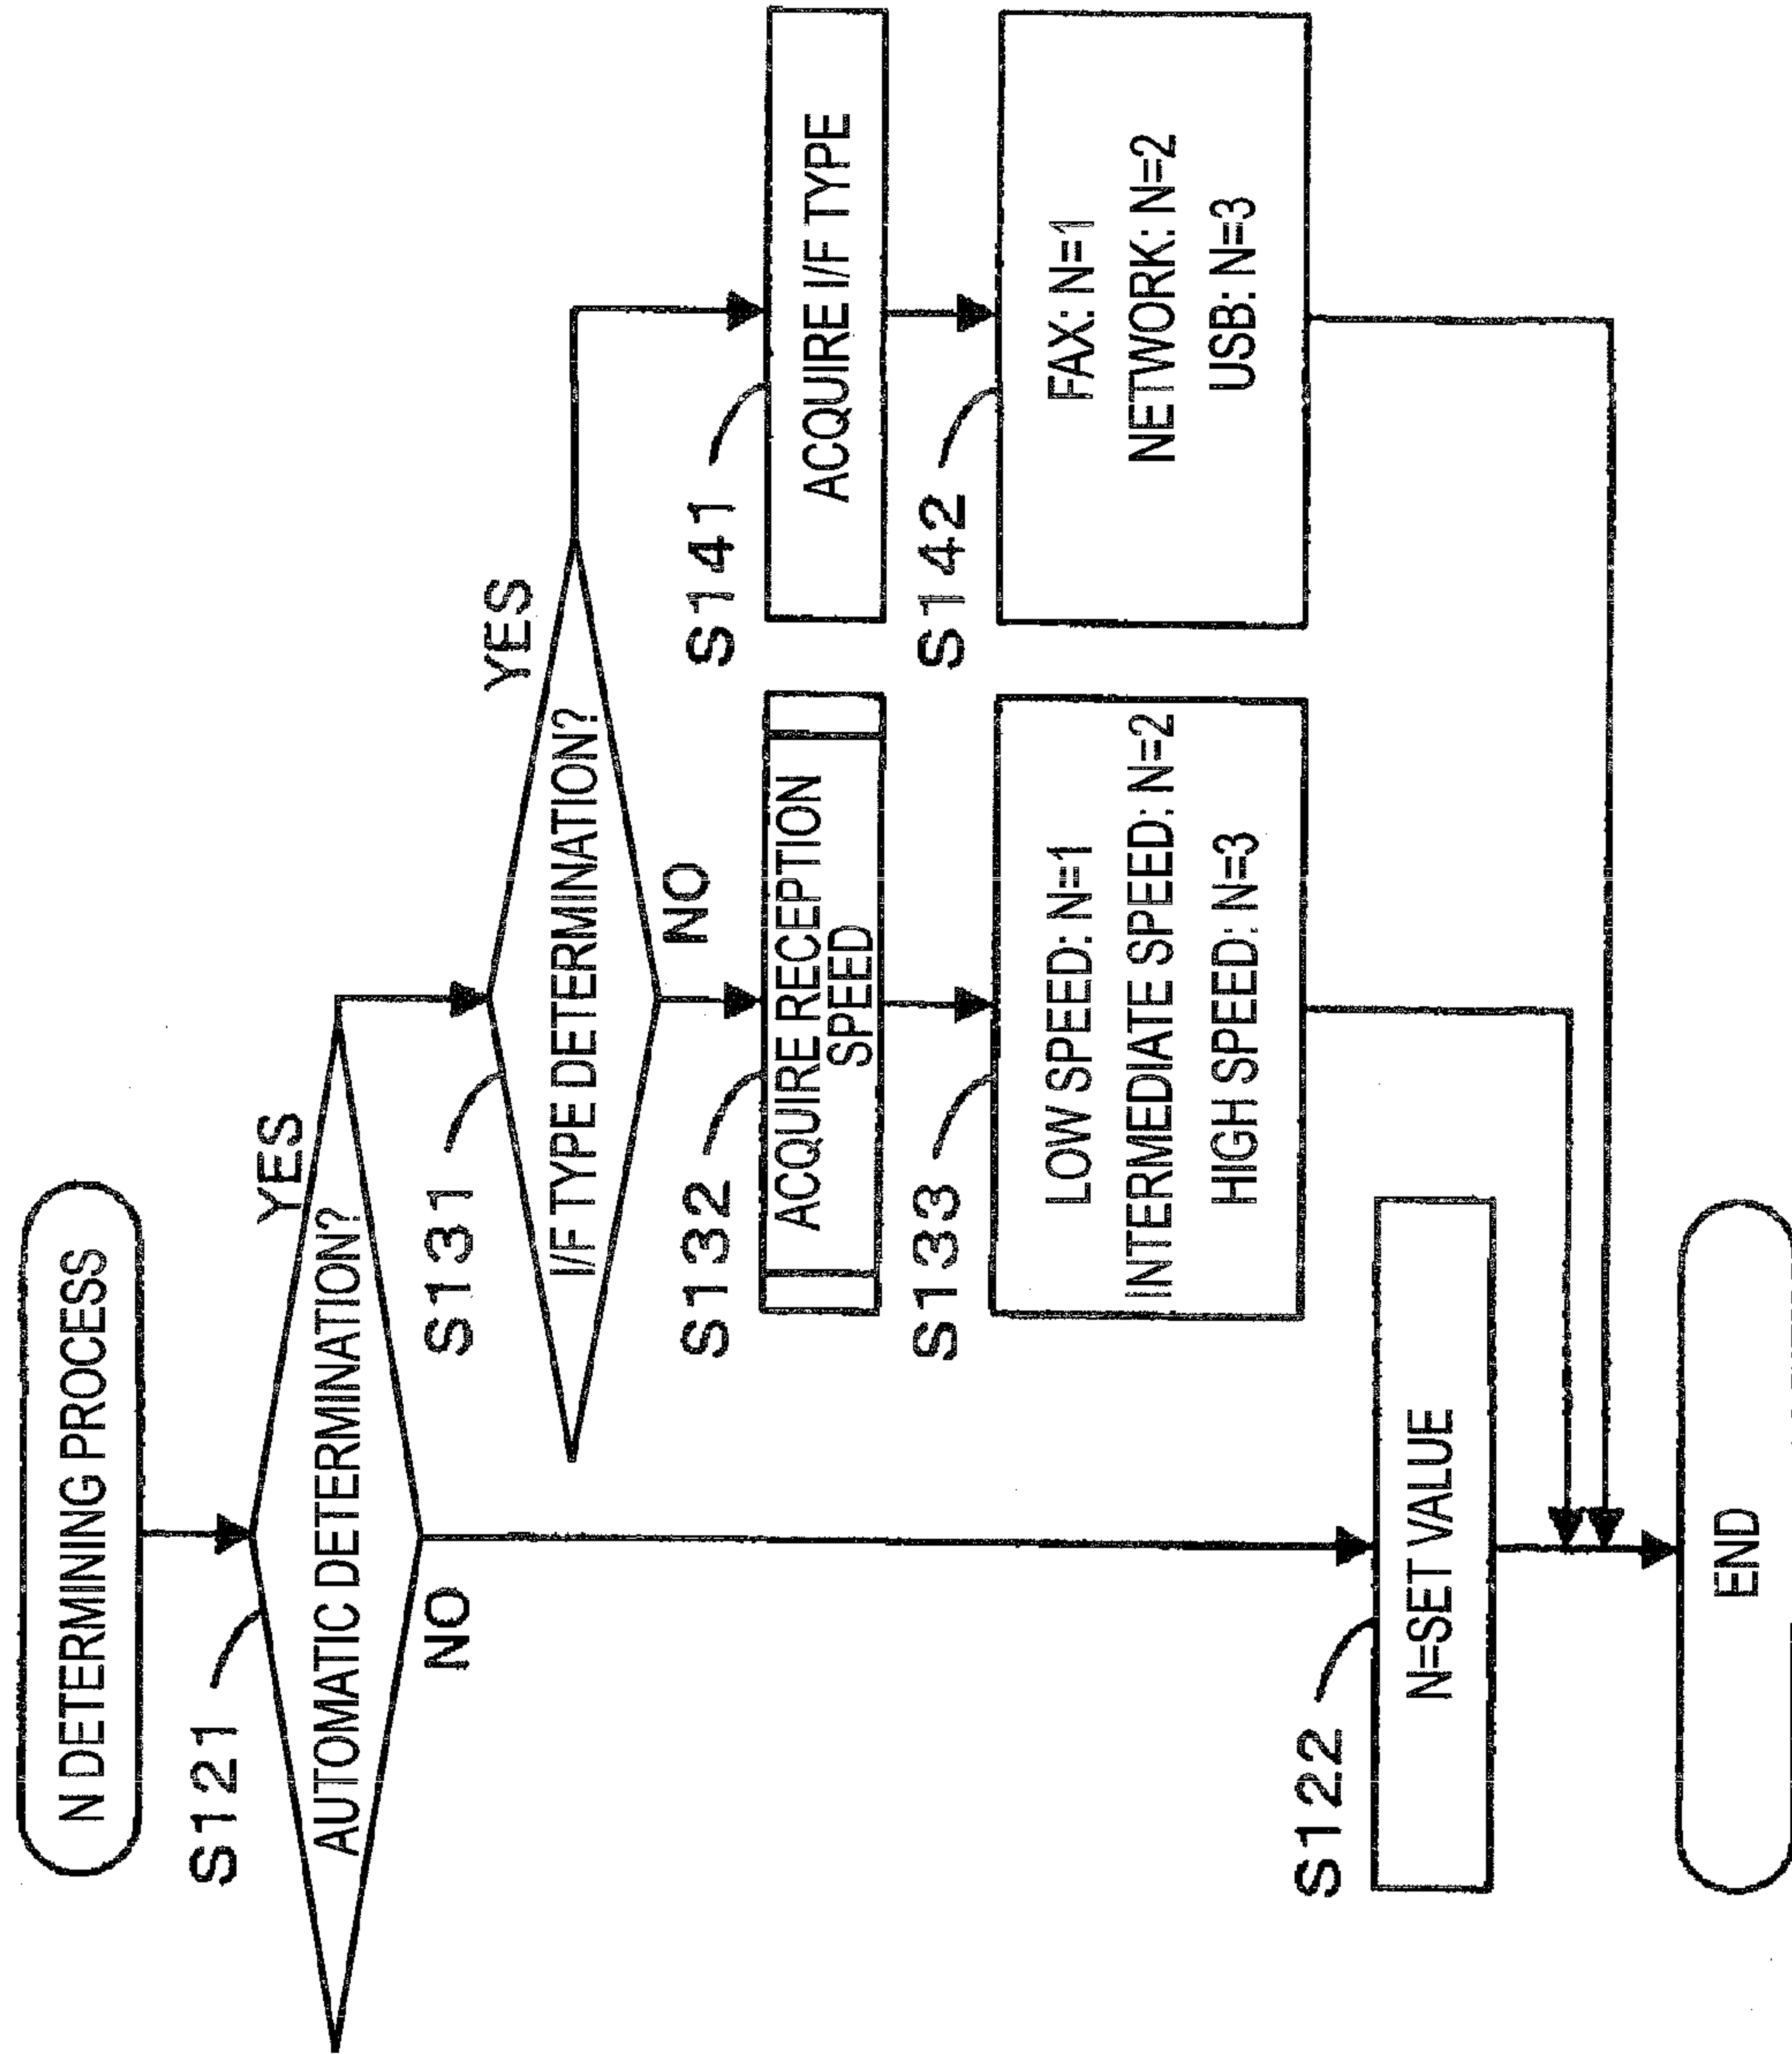 N DETERMINING PROCESS
S121
AUTOMATIC DETERMINATION?
YES
NO
S131
I/F TYPE DETERMINATION?
YES
NO
S132
ACQUIRE RECEPTION
SPEED
S133
LOW SPEED: N=1
INTERMEDIATE SPEED: N=2
HIGH SPEED: N=3
S141
ACQUIRE I/F TYPE
S142
FAX: N=1
NETWORK: N=2
USB: N=3
S122
N=SET VALUE
END